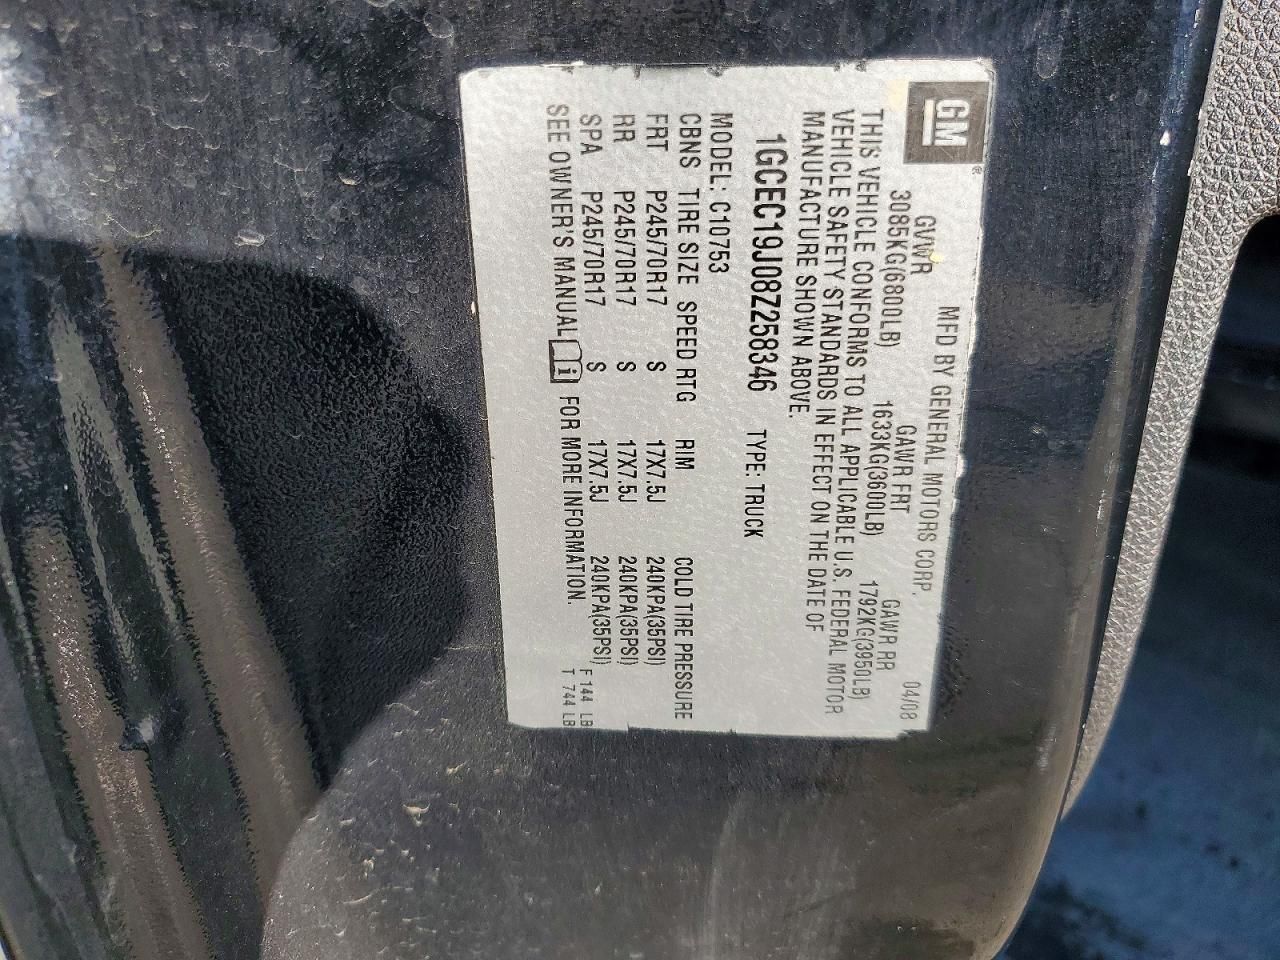 GM®
MFD BY GENERAL MOTORS CORP. 04/08
GVWR GAWR FRT GAWR RR
3085KG(6800LB) 1633KG(3600LB) 1792KG(3950LB)
THIS VEHICLE CONFORMS TO ALL APPLICABLE U.S. FEDERAL MOTOR
VEHICLE SAFETY STANDARDS IN EFFECT ON THE DATE OF
MANUFACTURE SHOWN ABOVE.
1GCEC19J08Z258346 TYPE: TRUCK
MODEL: C10753
CBNS TIRE SIZE SPEED RTG RIM COLD TIRE PRESSURE
FRT P245/70R17 S 17X7.5J 240KPA(35PSI)
RR P245/70R17 S 17X7.5J 240KPA(35PSI)
SPA P245/70R17 S 17X7.5J 240KPA(35PSI)
SEE OWNER'S MANUAL i FOR MORE INFORMATION.
F 144 LB
T 744 LB